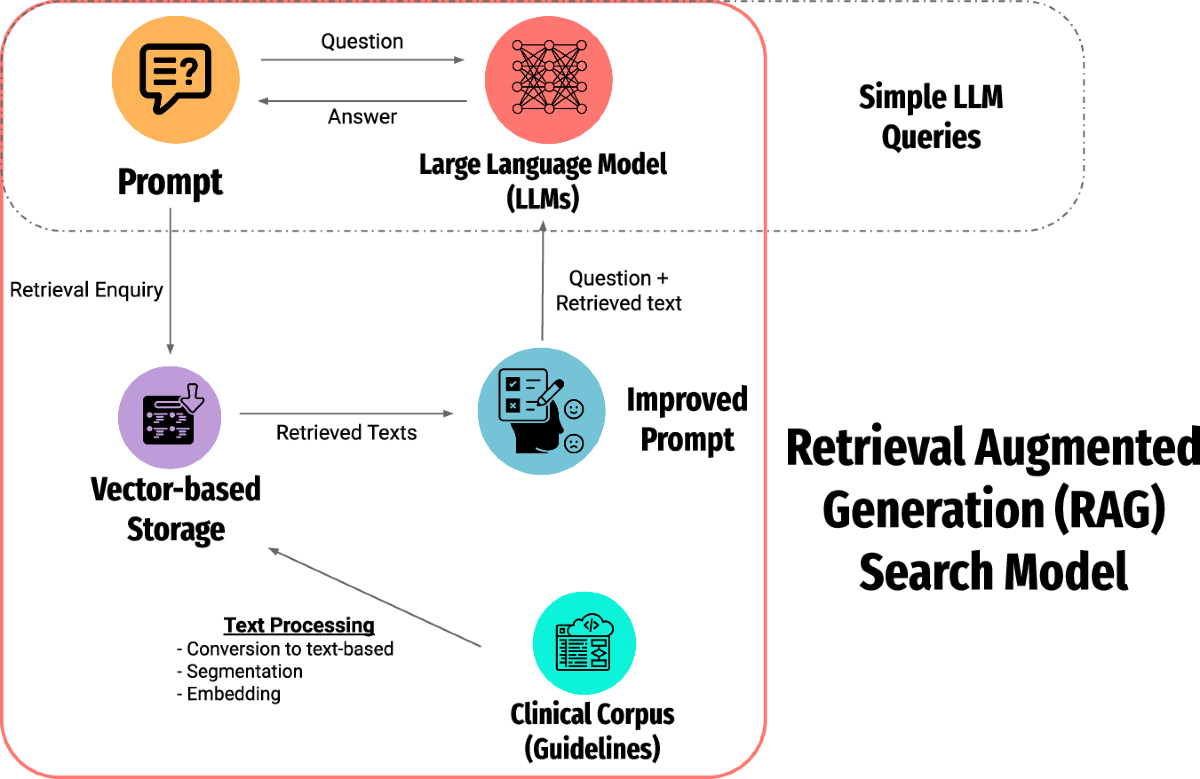 Question
Answer
Prompt
Large Language Model
(LLMs)
Simple LLM
Queries
Retrieval Enquiry
Question +
Retrieved text
Retrieved Texts
Improved
Prompt
Vector-based
Storage
Retrieval Augmented
Generation (RAG)
Search Model
Text Processing
- Conversion to text-based
- Segmentation
- Embedding
Clinical Corpus
(Guidelines)